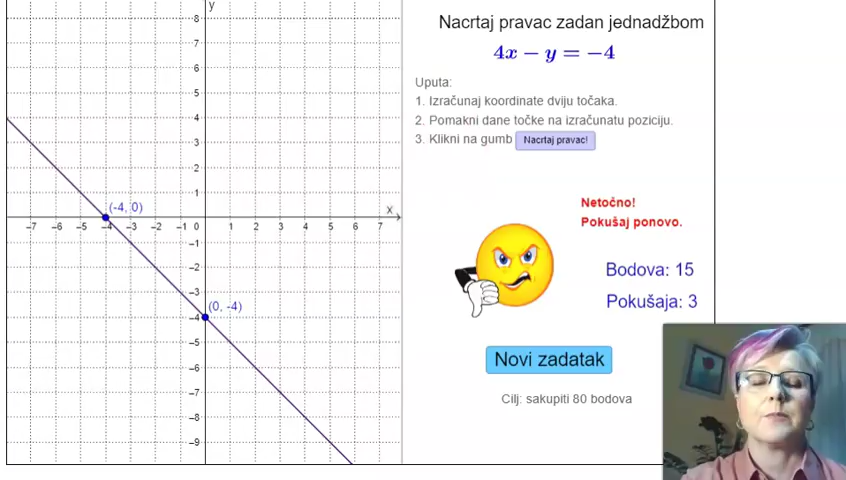 Nacrtaj pravac zadan jednadžbom
4x − y = −4
Uputa:
1. Izračunaj koordinate dviju točaka.
2. Pomakni dane točke na izračunatu poziciju.
3. Klikni na gumb Nacrtaj pravac!
Netočno!
Pokušaj ponovo.
Bodova: 15
Pokušaja: 3
Novi zadatak
Cilj: sakupiti 80 bodova
y
8
7
6
5
4
3
2
1
(-4, 0)
x
−7 −6 −5 −4 −3 −2 −1 0 1 2 3 4 5 6 7
−1
−2
−3
(0, -4)
−4
−5
−6
−7
−8
−9